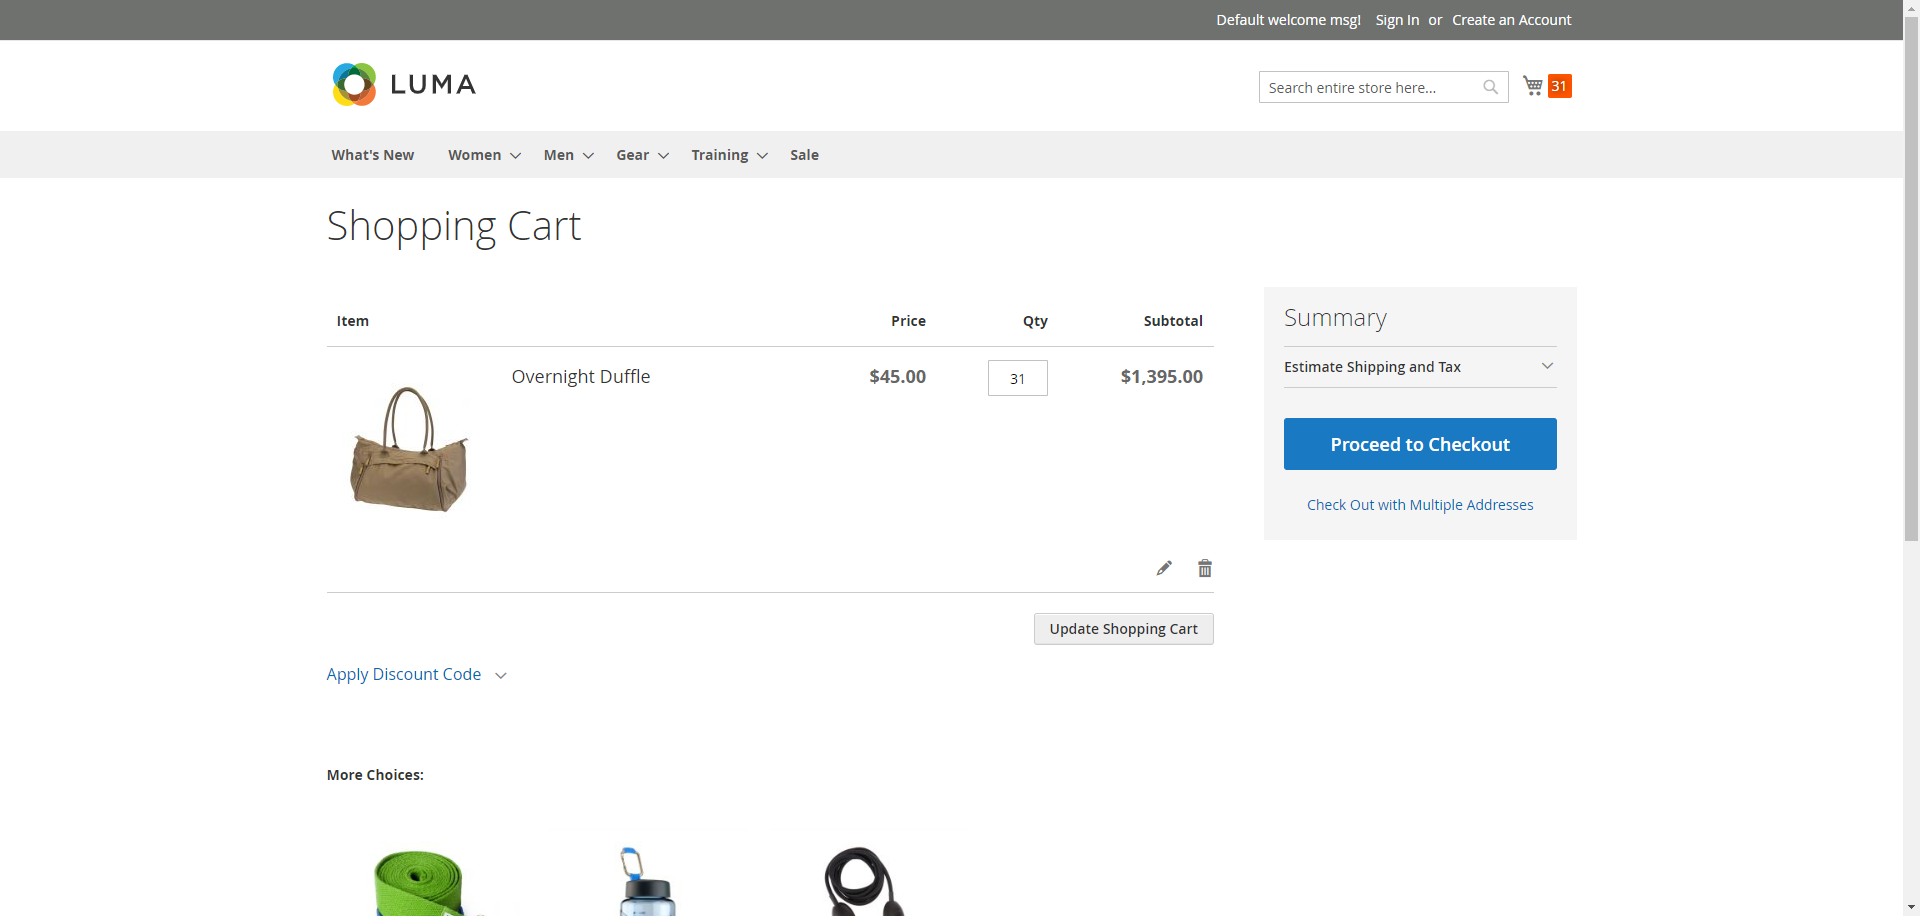 Default welcome msg! Sign In or Create an Account
LUMA
Search entire store here...
31
What's New Women Men Gear Training Sale
Shopping Cart
Item Price Qty Subtotal
Overnight Duffle $45.00 31 $1,395.00
Update Shopping Cart
Apply Discount Code
Summary
Estimate Shipping and Tax
Proceed to Checkout
Check Out with Multiple Addresses
More Choices: